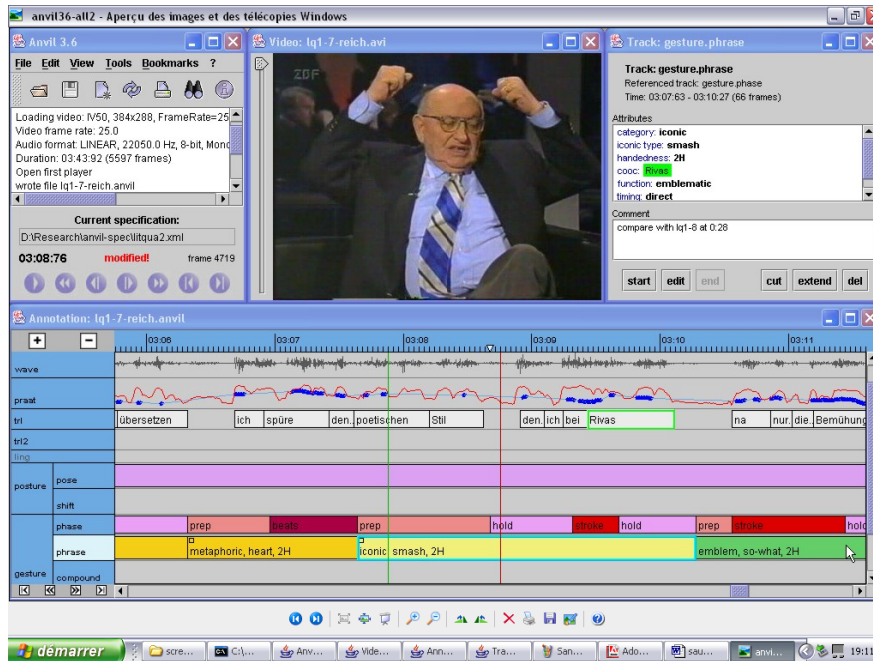 anvil36-all2 - Aperçu des images et des télécopies Windows
Anvil 3.6
File Edit View Tools Bookmarks ?
Loading video: IV50, 384x288, FrameRate=25
Video frame rate: 25.0
Audio format: LINEAR, 22050.0 Hz, 8-bit, Mono
Duration: 03:43:92 (5597 frames)
Open first player
wrote file lq1-7-reich.anvil
Current specification:
D:\Research\anvil-spec\litqua2.xml
03:08:76 modified! frame 4719
Video: lq1-7-reich.avi
ZDF
Track: gesture.phrase
Track: gesture.phrase
Referenced track: gesture.phase
Time: 03:07:63 - 03:10:27 (66 frames)
Attributes
category: iconic
iconic type: smash
handedness: 2H
cooc: Rivas
function: emblematic
timing: direct
Comment
compare with lq1-8 at 0:28
start edit end cut extend del
Annotation: lq1-7-reich.anvil
+ - 03:06 03:07 03:08 03:09 03:10 03:11
wave
praat
trl übersetzen ich spüre den.. poetischen Stil den. ich bei Rivas na nur. die.. Bemühung
trl2
ling
posture pose
shift
phase prep beats prep hold stroke hold prep stroke hold
phrase metaphoric, heart, 2H iconic, smash, 2H emblem, so-what, 2H
gesture compound
démarrer scre... C:\... Anv... Vide... Ann... Tra... San... Ado... sau... anvi... 19:11